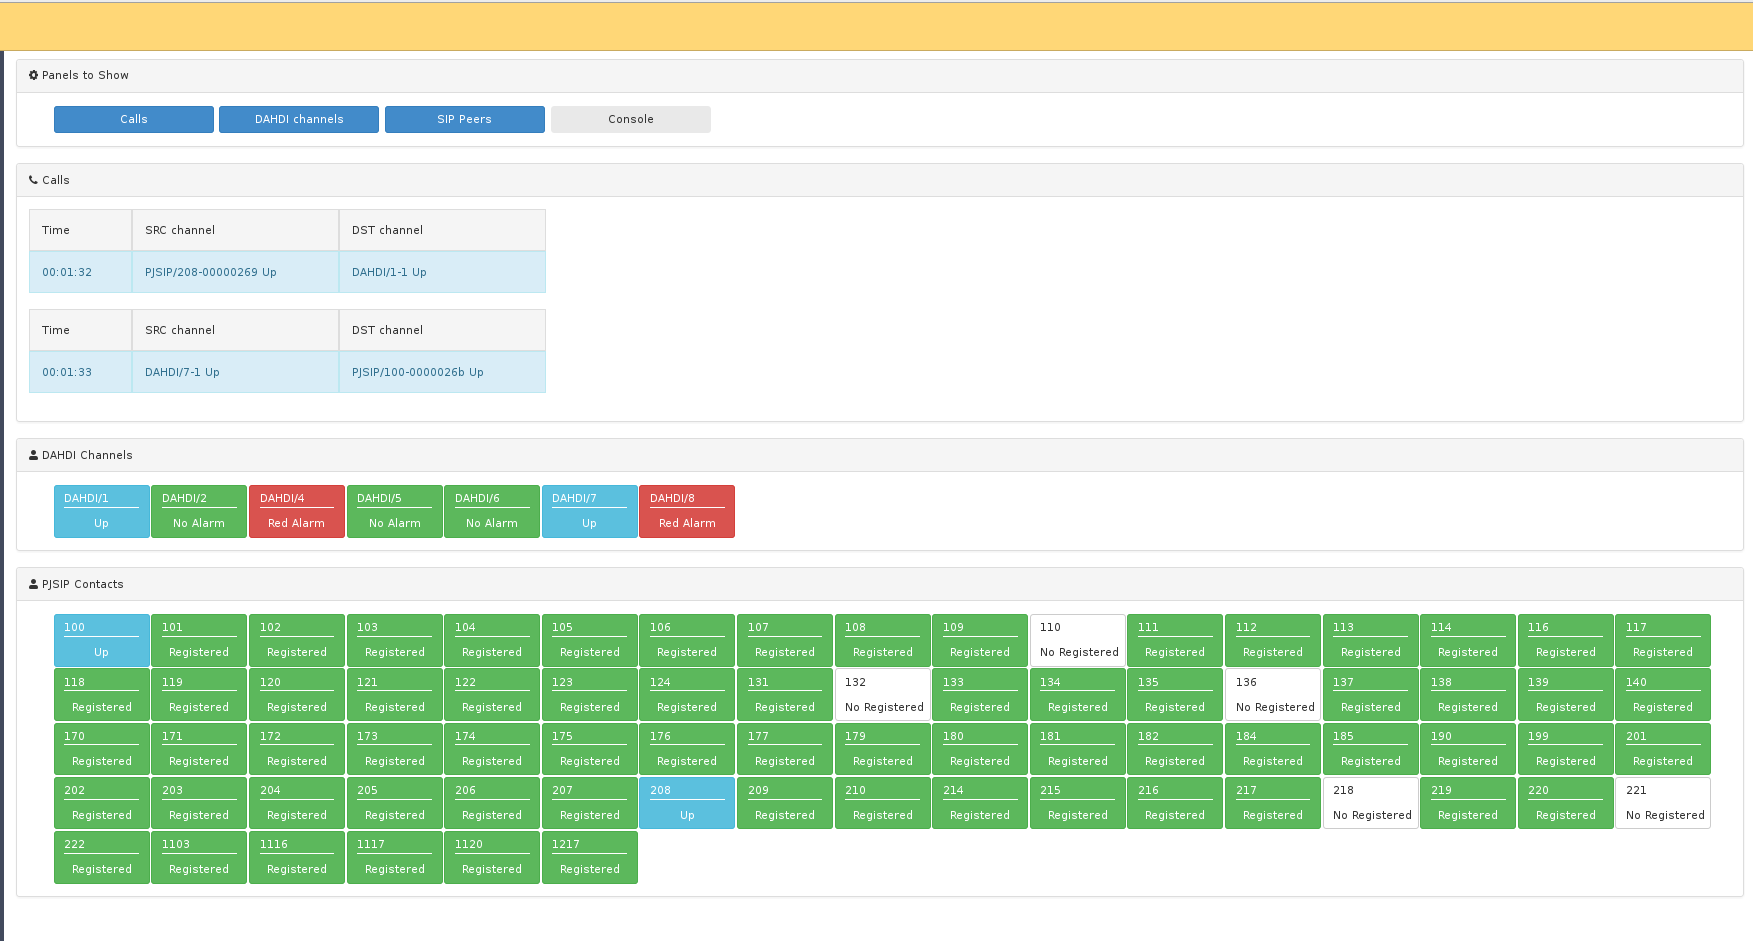 Panels to Show
Calls DAHDI channels SIP Peers Console
Calls
Time SRC channel DST channel
00:01:32 PJSIP/208-00000269 Up DAHDI/1-1 Up
Time SRC channel DST channel
00:01:33 DAHDI/7-1 Up PJSIP/100-0000026b Up
DAHDI Channels
DAHDI/1 DAHDI/2 DAHDI/4 DAHDI/5 DAHDI/6 DAHDI/7 DAHDI/8
Up No Alarm Red Alarm No Alarm No Alarm Up Red Alarm
PJSIP Contacts
100 101 102 103 104 105 106 107 108 109 110 111 112 113 114 116 117
Up Registered Registered Registered Registered Registered Registered Registered Registered Registered No Registered Registered Registered Registered Registered Registered Registered
118 119 120 121 122 123 124 131 132 133 134 135 136 137 138 139 140
Registered Registered Registered Registered Registered Registered Registered Registered No Registered Registered Registered Registered No Registered Registered Registered Registered Registered
170 171 172 173 174 175 176 177 179 180 181 182 184 185 190 199 201
Registered Registered Registered Registered Registered Registered Registered Registered Registered Registered Registered Registered Registered Registered Registered Registered Registered
202 203 204 205 206 207 208 209 210 214 215 216 217 218 219 220 221
Registered Registered Registered Registered Registered Registered Up Registered Registered Registered Registered Registered Registered No Registered Registered Registered No Registered
222 1103 1116 1117 1120 1217
Registered Registered Registered Registered Registered Registered